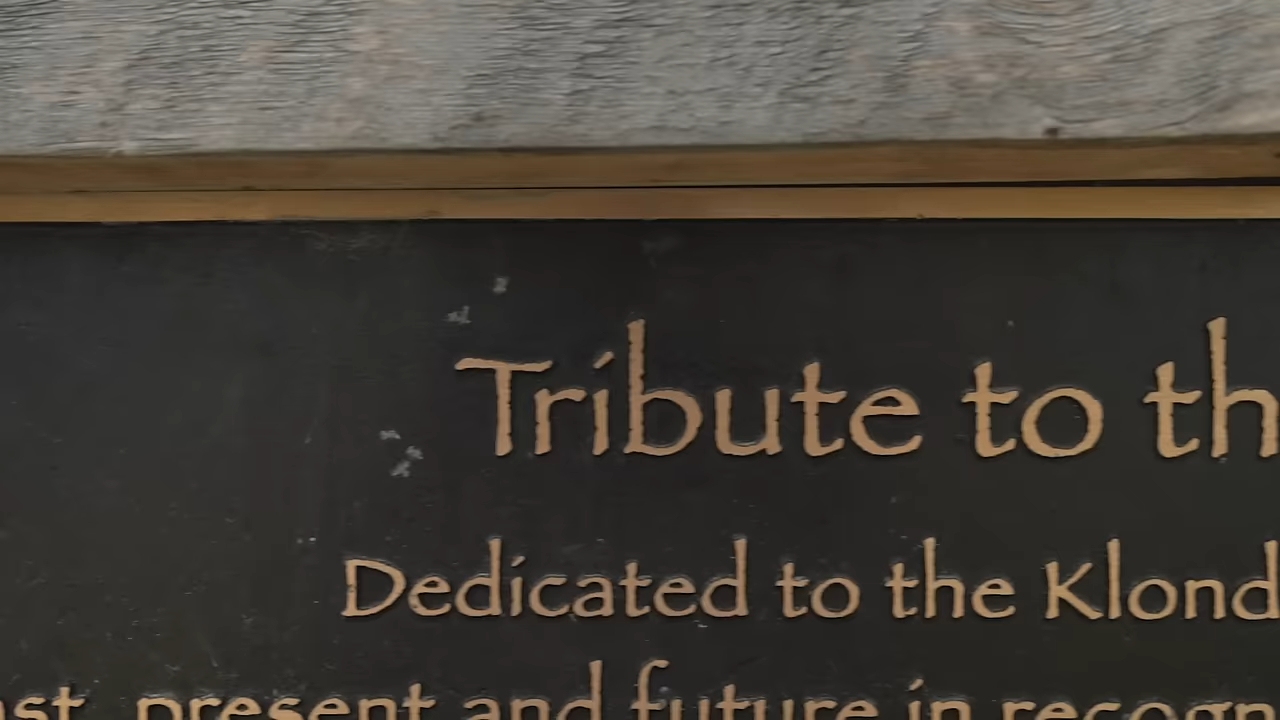 Tribute to th
Dedicated to the Klond
ast, present and future in recogn